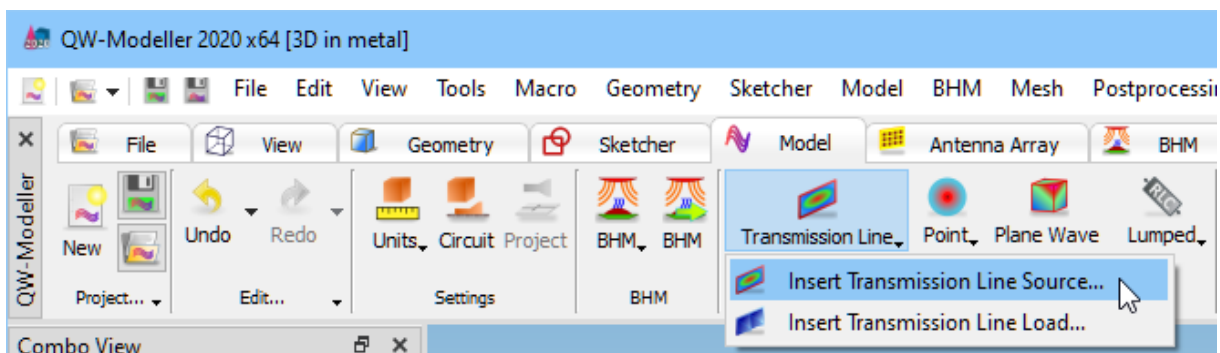 QW-Modeller 2020 x64 [3D in metal]
File Edit View Tools Macro Geometry Sketcher Model BHM Mesh
File View Geometry Sketcher Model Antenna Array BHM
QW-Modeller
New Undo Redo Units Circuit Project BHM BHM Transmission Line Point Plane Wave Lumped
Project... Edit... Settings BHM
Insert Transmission Line Source...
Insert Transmission Line Load...
Combo View